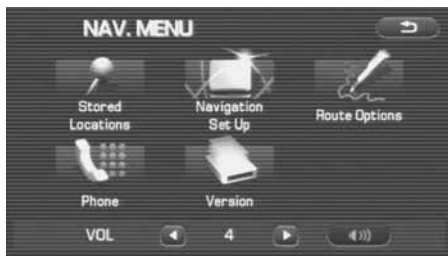 NAV. MENU
Stored
Locations
Navigation
Set Up
Route Options
Phone
Version
VOL
4